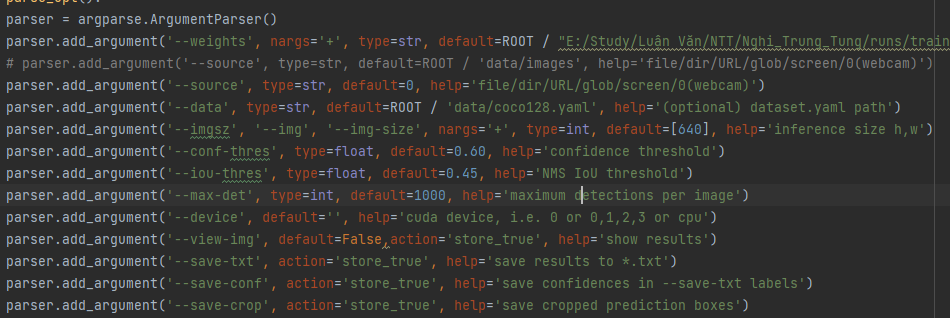 parse_opt():
parser = argparse.ArgumentParser()
parser.add_argument('--weights', nargs='+', type=str, default=ROOT / "E:/Study/Luận Văn/NTT/Nghi_Trung_Tung/runs/train
# parser.add_argument('--source', type=str, default=ROOT / 'data/images', help='file/dir/URL/glob/screen/0(webcam)')
parser.add_argument('--source', type=str, default=0, help='file/dir/URL/glob/screen/0(webcam)')
parser.add_argument('--data', type=str, default=ROOT / 'data/coco128.yaml', help='(optional) dataset.yaml path')
parser.add_argument('--imgsz', '--img', '--img-size', nargs='+', type=int, default=[640], help='inference size h,w')
parser.add_argument('--conf-thres', type=float, default=0.60, help='confidence threshold')
parser.add_argument('--iou-thres', type=float, default=0.45, help='NMS IoU threshold')
parser.add_argument('--max-det', type=int, default=1000, help='maximum detections per image')
parser.add_argument('--device', default='', help='cuda device, i.e. 0 or 0,1,2,3 or cpu')
parser.add_argument('--view-img', default=False,action='store_true', help='show results')
parser.add_argument('--save-txt', action='store_true', help='save results to *.txt')
parser.add_argument('--save-conf', action='store_true', help='save confidences in --save-txt labels')
parser.add_argument('--save-crop', action='store_true', help='save cropped prediction boxes')